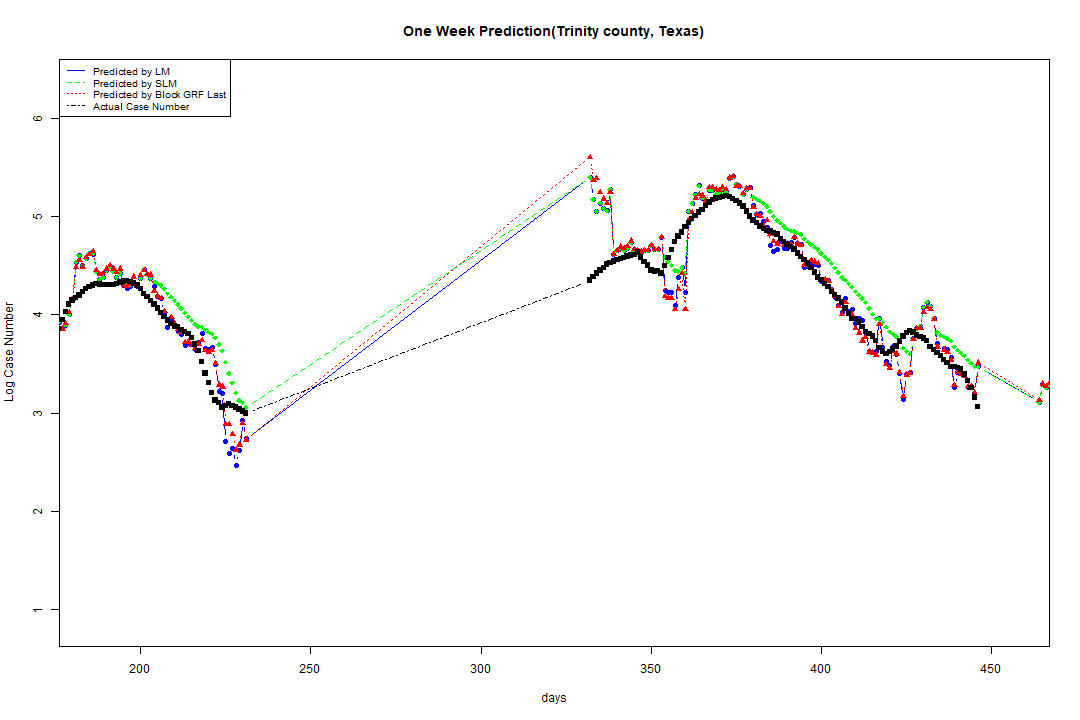 One Week Prediction(Trinity county, Texas)
Predicted by LM
Predicted by SLM
Predicted by Block GRF Last
Actual Case Number
Log Case Number
6
5
4
3
2
1
200 250 300 350 400 450
days